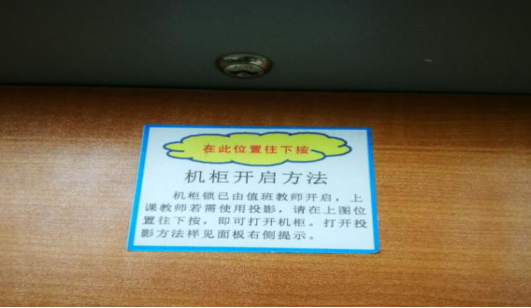 在此位置往下按
机柜开启方法
机柜锁已由值班教师开启，上
课教师若需使用投影，请在上图位
置往下按，即可打开机柜。打开投
影方法样见面板右侧提示。